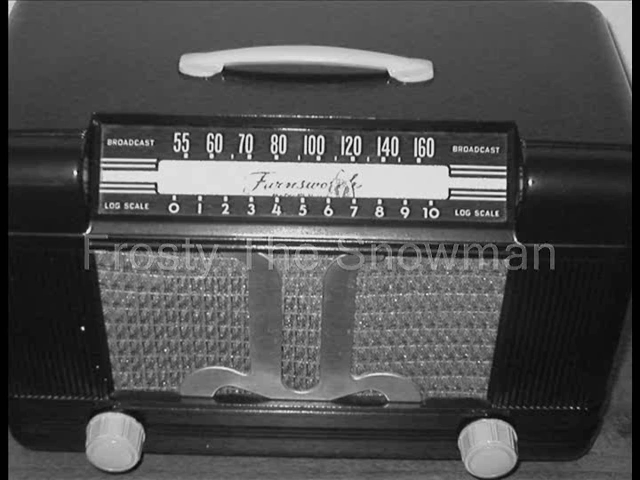 BROADCAST 55 60 70 80 100 120 140 160 BROADCAST
Farnsworth
LOG SCALE 0 1 2 3 4 5 6 7 8 9 10 LOG SCALE
Frosty The Snowman